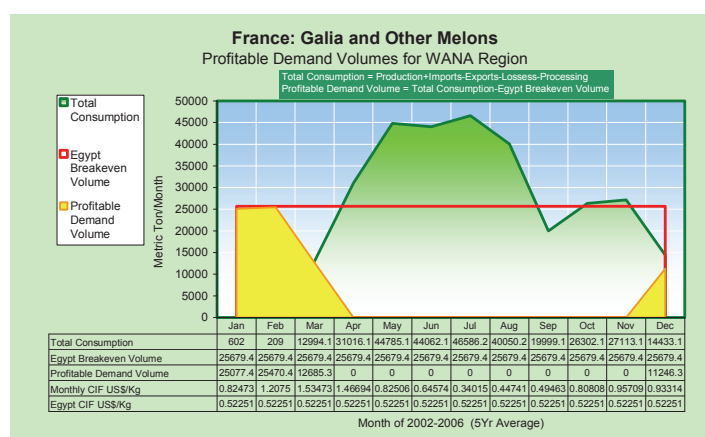 France: Galia and Other Melons
Profitable Demand Volumes for WANA Region
Total Consumption = Production+Imports-Exports-Lossess-Processing
Profitable Demand Volume = Total Consumption-Egypt Breakeven Volume
Total
Consumption
Egypt
Breakeven
Volume
Profitable
Demand
Volume
Metric Ton/Month
50000
45000
40000
35000
30000
25000
20000
15000
10000
5000
0
Jan Feb Mar Apr May Jun Jul Aug Sep Oct Nov Dec
Total Consumption 602 209 12994.1 31016.1 44785.1 44062.1 46586.2 40050.2 19999.1 26302.1 27113.1 14433.1
Egypt Breakeven Volume 25679.4 25679.4 25679.4 25679.4 25679.4 25679.4 25679.4 25679.4 25679.4 25679.4 25679.4 25679.4
Profitable Demand Volume 25077.4 25470.4 12685.3 0 0 0 0 0 0 0 0 11246.3
Monthly CIF US$/Kg 0.82473 1.2075 1.53473 1.46694 0.82506 0.64574 0.34015 0.44741 0.49463 0.80808 0.95709 0.93314
Egypt CIF US$/Kg 0.52251 0.52251 0.52251 0.52251 0.52251 0.52251 0.52251 0.52251 0.52251 0.52251 0.52251 0.52251
Month of 2002-2006 (5Yr Average)